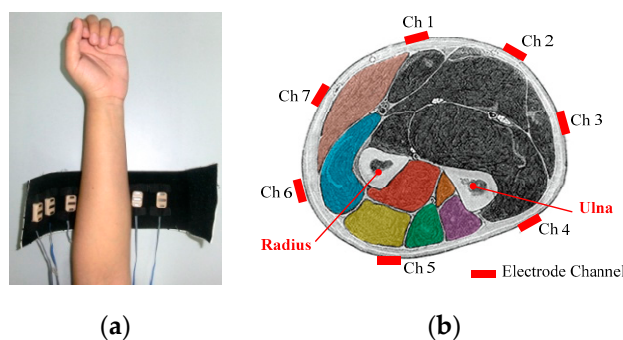 Ch 1
Ch 2
Ch 7
Ch 3
Ch 6
Ulna
Ch 4
Radius
Ch 5
Electrode Channel
(a)
(b)